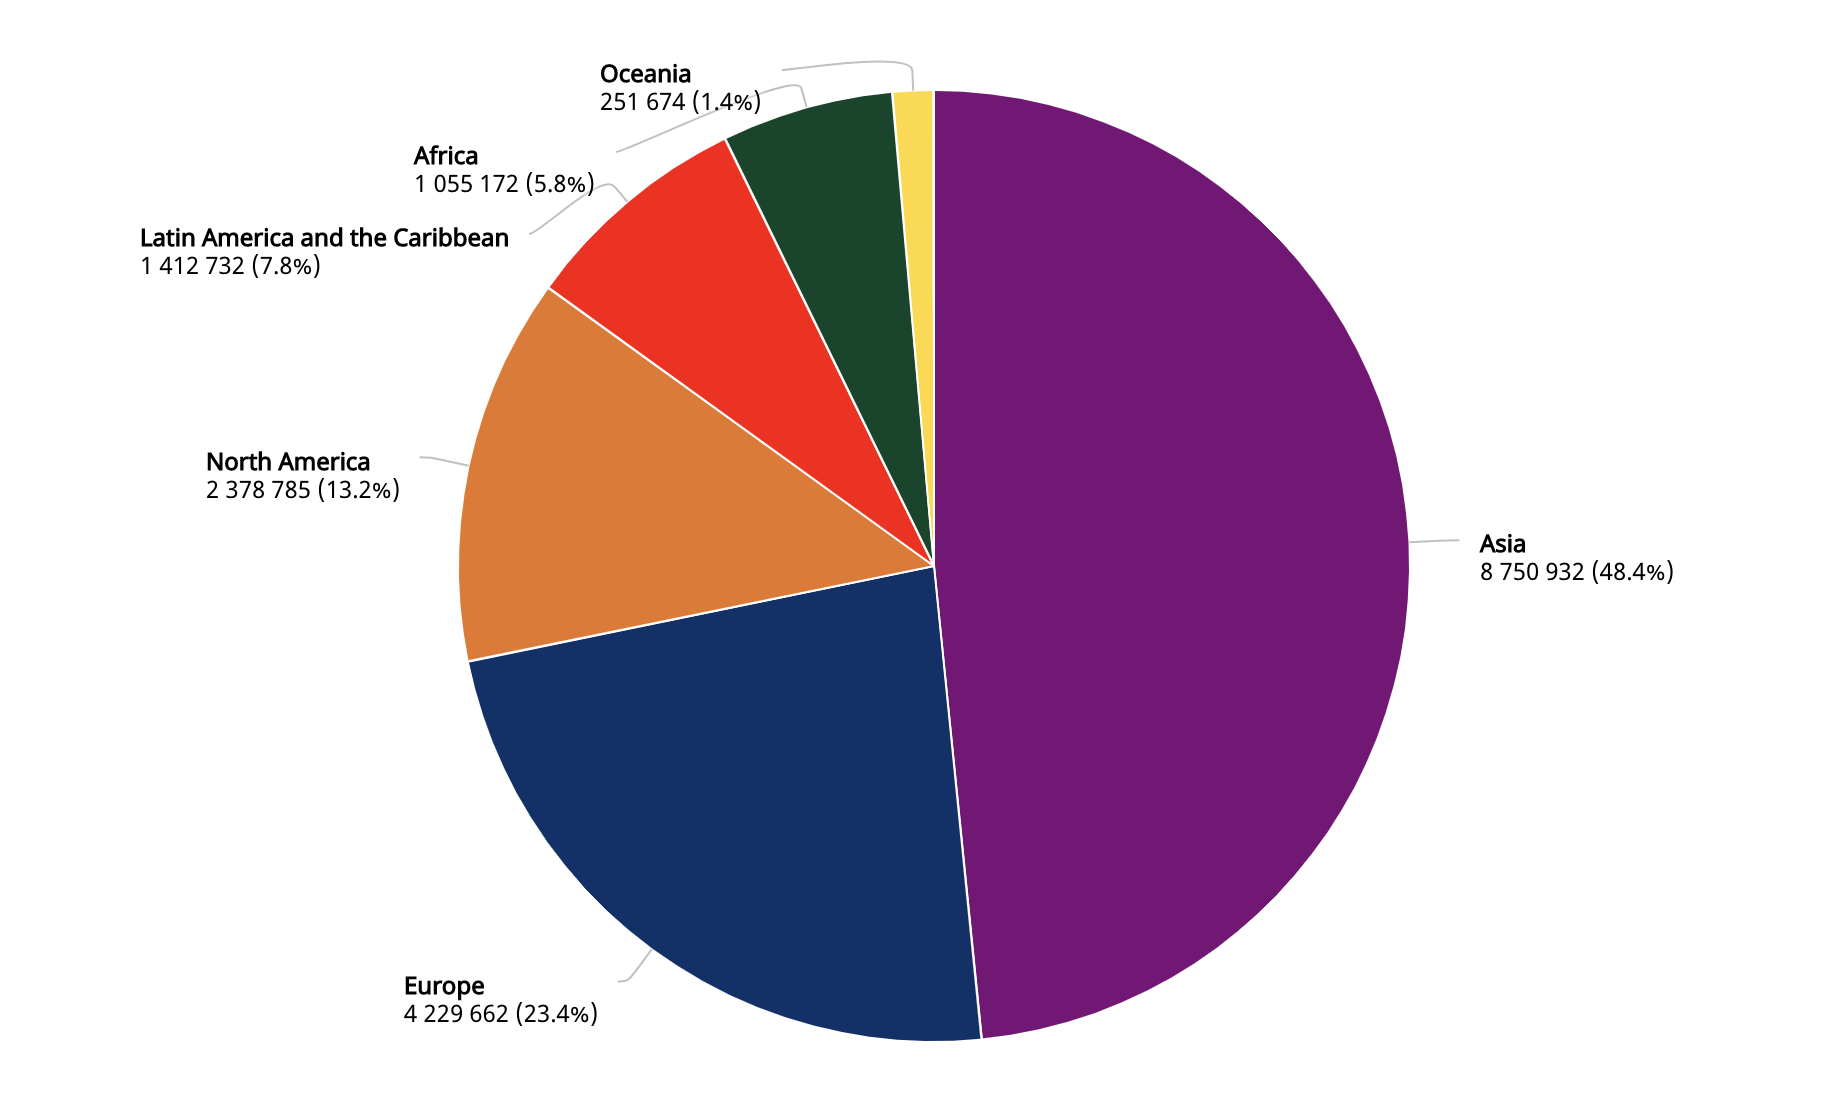 Oceania
251 674 (1.4%)
Africa
1 055 172 (5.8%)
Latin America and the Caribbean
1 412 732 (7.8%)
North America
2 378 785 (13.2%)
Asia
8 750 932 (48.4%)
Europe
4 229 662 (23.4%)